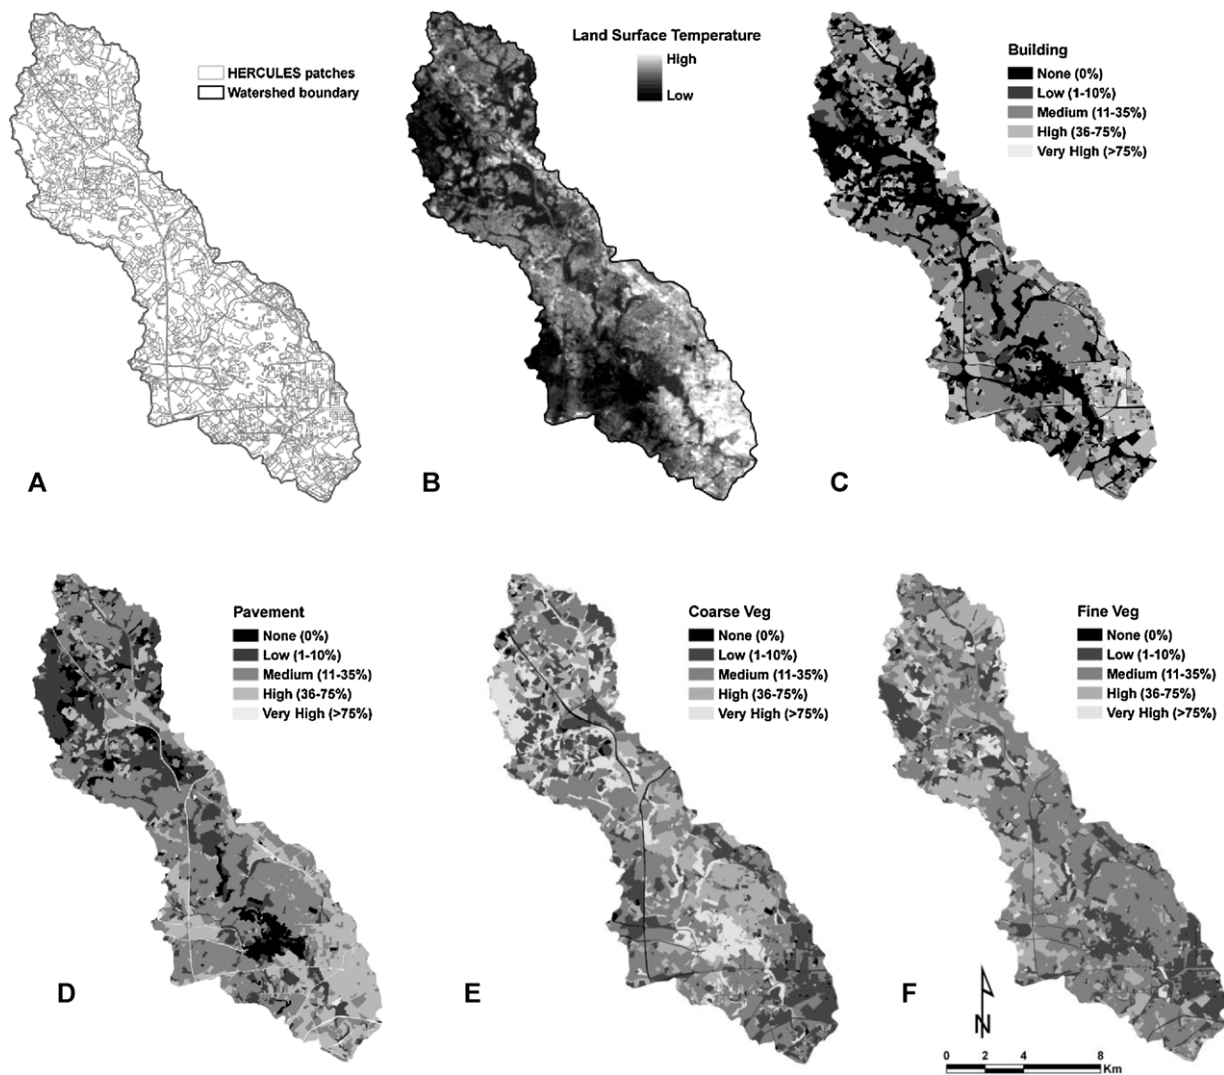 HERCULES patches
Watershed boundary
A
Land Surface Temperature
High
Low
B
Building
None (0%)
Low (1-10%)
Medium (11-35%)
High (36-75%)
Very High (>75%)
C
Pavement
None (0%)
Low (1-10%)
Medium (11-35%)
High (36-75%)
Very High (>75%)
D
Coarse Veg
None (0%)
Low (1-10%)
Medium (11-35%)
High (36-75%)
Very High (>75%)
E
Fine Veg
None (0%)
Low (1-10%)
Medium (11-35%)
High (36-75%)
Very High (>75%)
F
N
0 2 4 8
Km